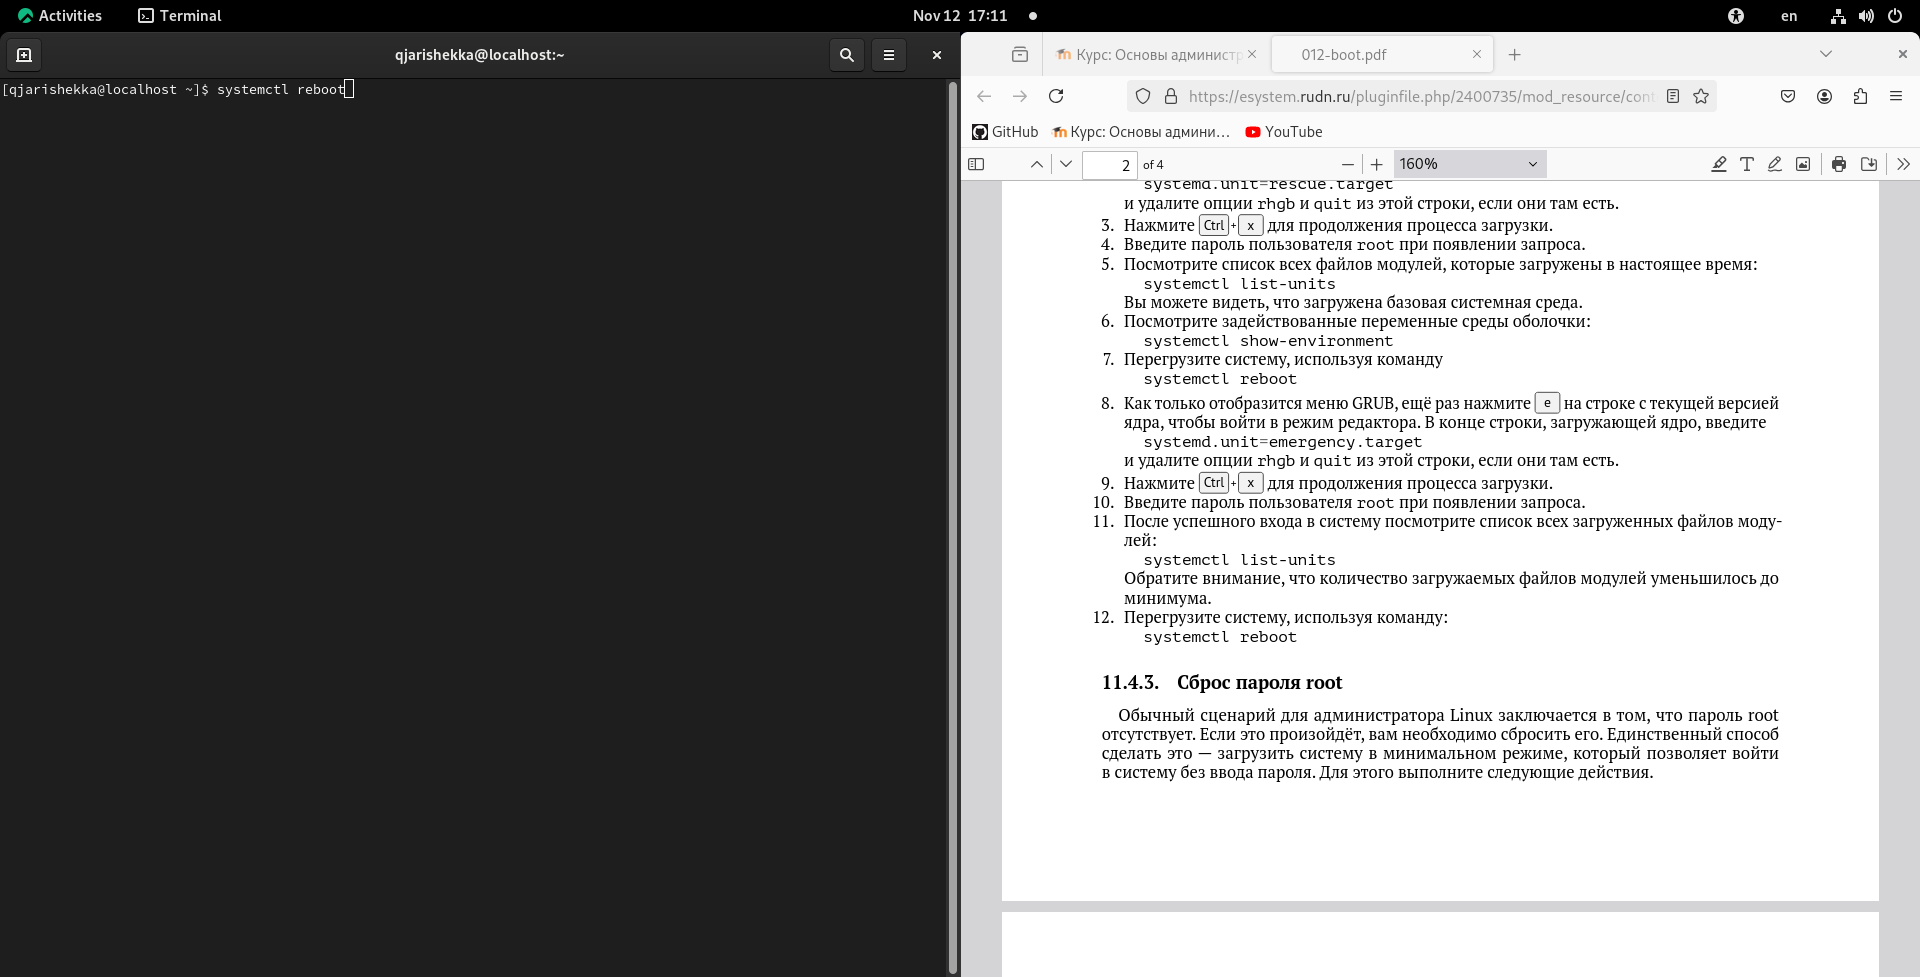 Activities
Terminal
Nov 12 17:11
en
qjarishekka@localhost:~
[qjarishekka@localhost ~]$ systemctl reboot
Курс: Основы администр
012-boot.pdf
https://esystem.rudn.ru/pluginfile.php/2400735/mod_resource/cont
GitHub
Курс: Основы админи…
YouTube
2 of 4
160%
systemd.unit=rescue.target
и удалите опции rhgb и quit из этой строки, если они там есть.
3. Нажмите Ctrl + x для продолжения процесса загрузки.
4. Введите пароль пользователя root при появлении запроса.
5. Посмотрите список всех файлов модулей, которые загружены в настоящее время:
systemctl list-units
Вы можете видеть, что загружена базовая системная среда.
6. Посмотрите задействованные переменные среды оболочки:
systemctl show-environment
7. Перегрузите систему, используя команду
systemctl reboot
8. Как только отобразится меню GRUB, ещё раз нажмите e на строке с текущей версией
ядра, чтобы войти в режим редактора. В конце строки, загружающей ядро, введите
systemd.unit=emergency.target
и удалите опции rhgb и quit из этой строки, если они там есть.
9. Нажмите Ctrl + x для продолжения процесса загрузки.
10. Введите пароль пользователя root при появлении запроса.
11. После успешного входа в систему посмотрите список всех загруженных файлов моду-
лей:
systemctl list-units
Обратите внимание, что количество загружаемых файлов модулей уменьшилось до
минимума.
12. Перегрузите систему, используя команду:
systemctl reboot
11.4.3. Сброс пароля root
Обычный сценарий для администратора Linux заключается в том, что пароль root
отсутствует. Если это произойдёт, вам необходимо сбросить его. Единственный способ
сделать это — загрузить систему в минимальном режиме, который позволяет войти
в систему без ввода пароля. Для этого выполните следующие действия.